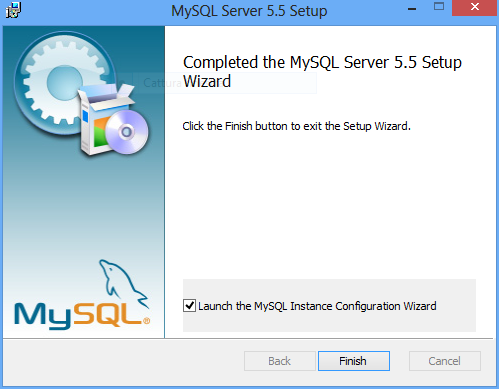 MySQL Server 5.5 Setup
Completed the MySQL Server 5.5 Setup
Wizard
Click the Finish button to exit the Setup Wizard.
MySQL®
Launch the MySQL Instance Configuration Wizard
Back
Finish
Cancel